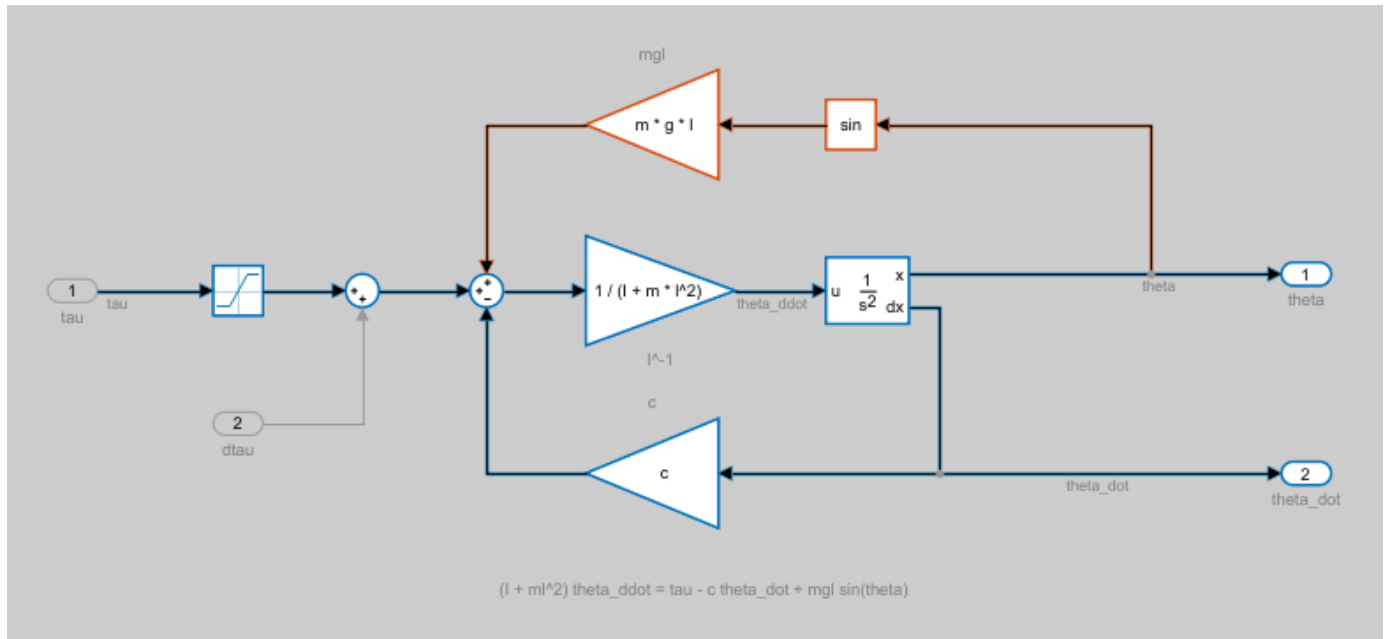 mgl
m * g * l
sin
1
tau
tau
1 / (I + m * l^2)
theta_ddot
u
1
s2
x
dx
theta
1
theta
I^-1
2
dtau
c
c
theta_dot
2
theta_dot
(I + ml^2) theta_ddot = tau - c theta_dot + mgl sin(theta)